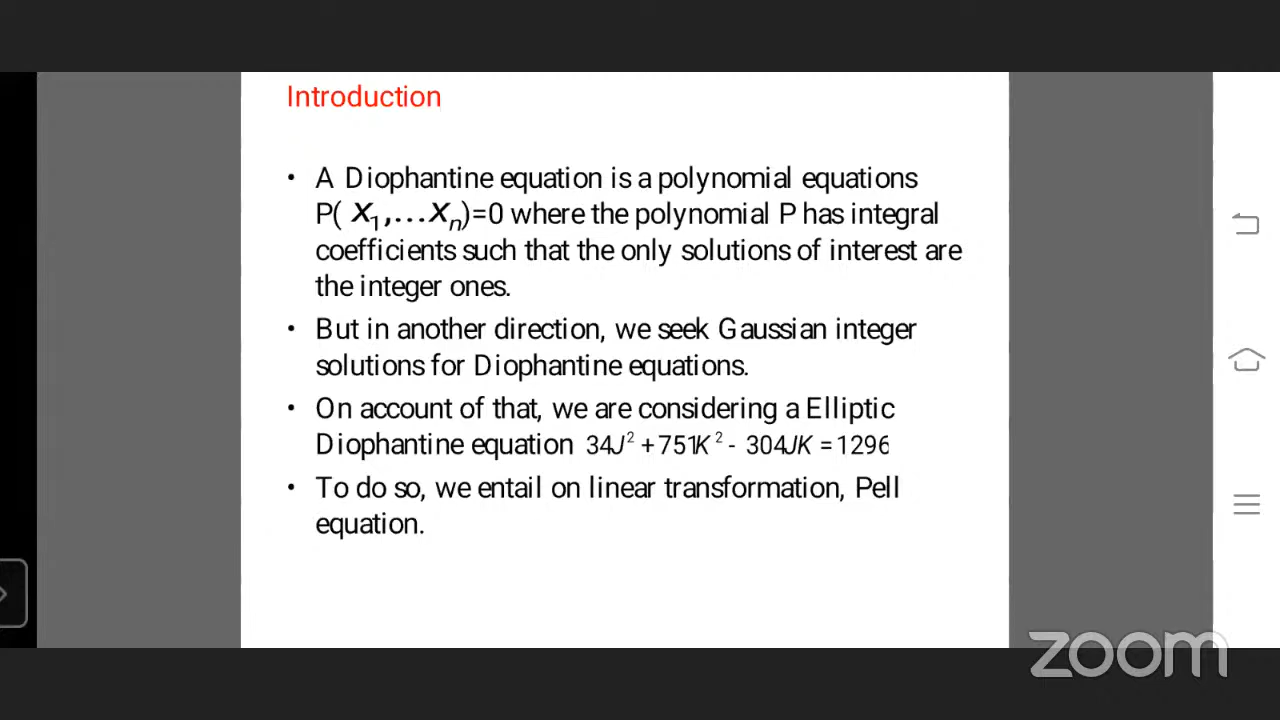 Introduction
• A Diophantine equation is a polynomial equations
P( X₁,...Xₙ)=0 where the polynomial P has integral
coefficients such that the only solutions of interest are
the integer ones.
• But in another direction, we seek Gaussian integer
solutions for Diophantine equations.
• On account of that, we are considering a Elliptic
Diophantine equation 34J² + 751K² - 304JK = 1296
• To do so, we entail on linear transformation, Pell
equation.
zoom